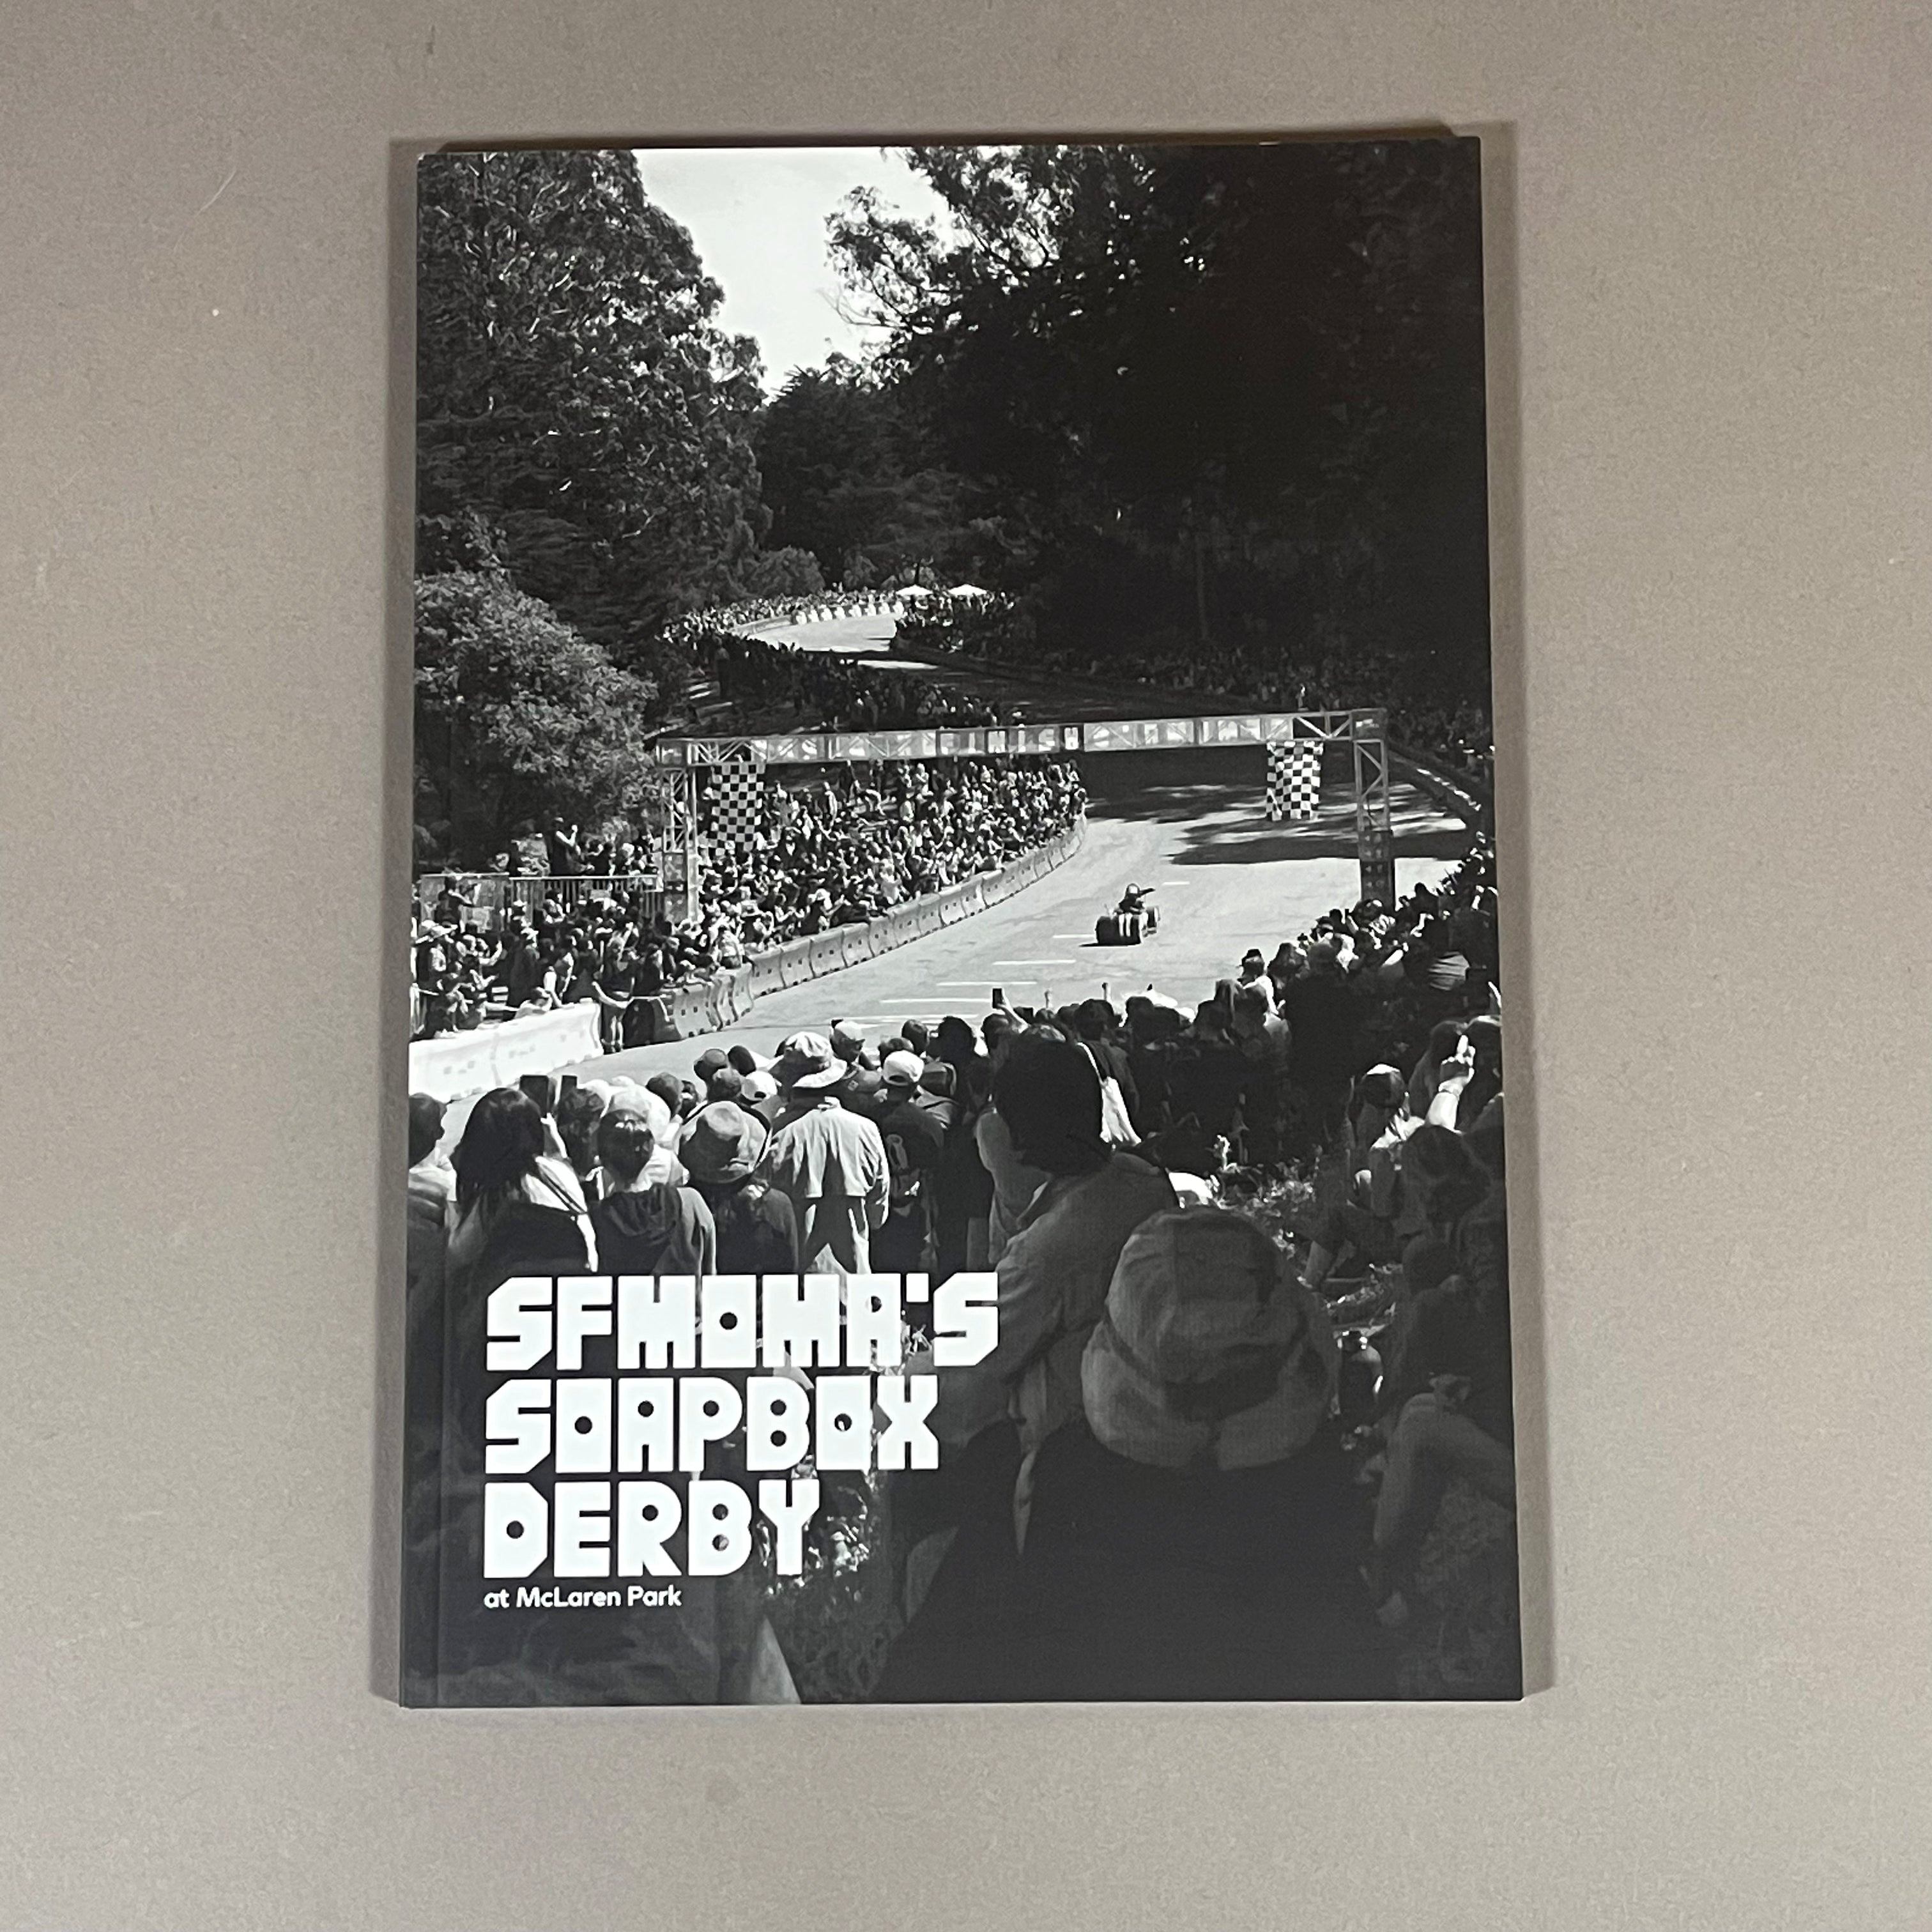 FINISH
SFMOMA'S
SOAPBOX
DERBY
at McLaren Park